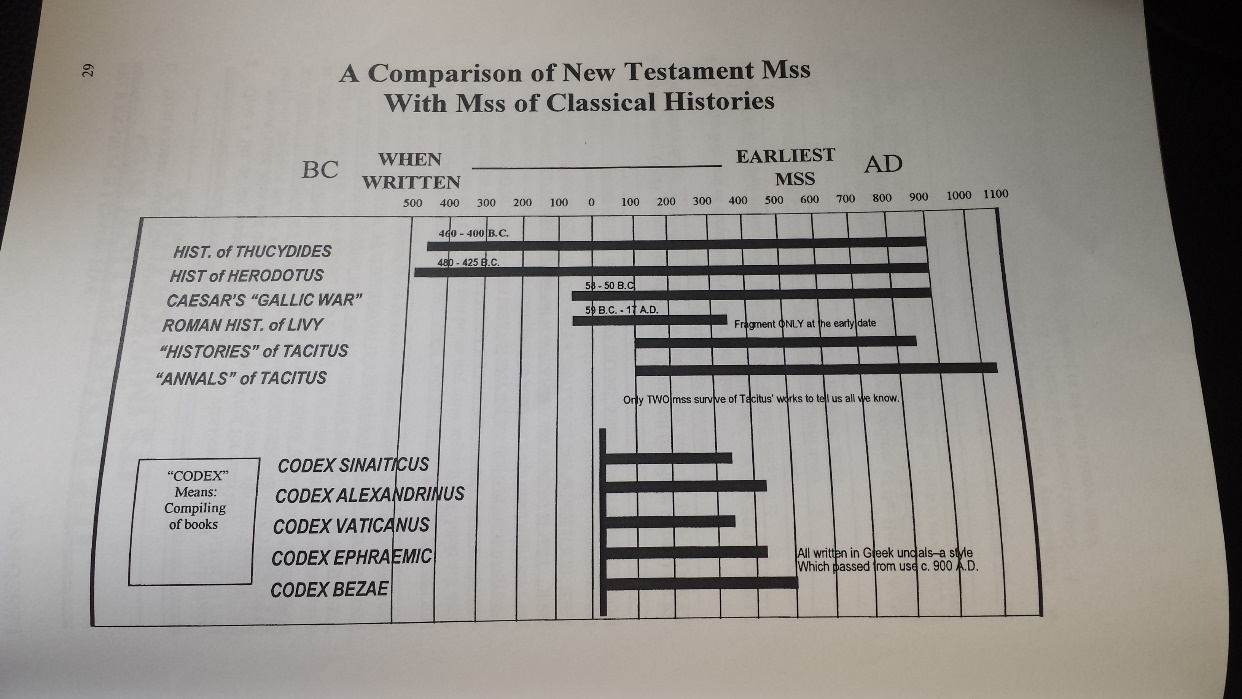 29
A Comparison of New Testament Mss
With Mss of Classical Histories
BC
WHEN
WRITTEN
EARLIEST
MSS
AD
500 400 300 200 100 0 100 200 300 400 500 600 700 800 900 1000 1100
460 - 400 B.C.
HIST. of THUCYDIDES
480 - 425 B.C.
HIST of HERODOTUS
58 - 50 B.C
CAESAR'S “GALLIC WAR”
59 B.C. - 17 A.D.
ROMAN HIST. of LIVY
Fragment ONLY at the early date
“HISTORIES” of TACITUS
“ANNALS” of TACITUS
Only TWO mss survive of Tacitus' works to tell us all we know.
“CODEX”
Means:
Compiling
of books
CODEX SINAITICUS
CODEX ALEXANDRINUS
CODEX VATICANUS
CODEX EPHRAEMIC
CODEX BEZAE
All written in Greek uncials–a style
Which passed from use c. 900 A.D.